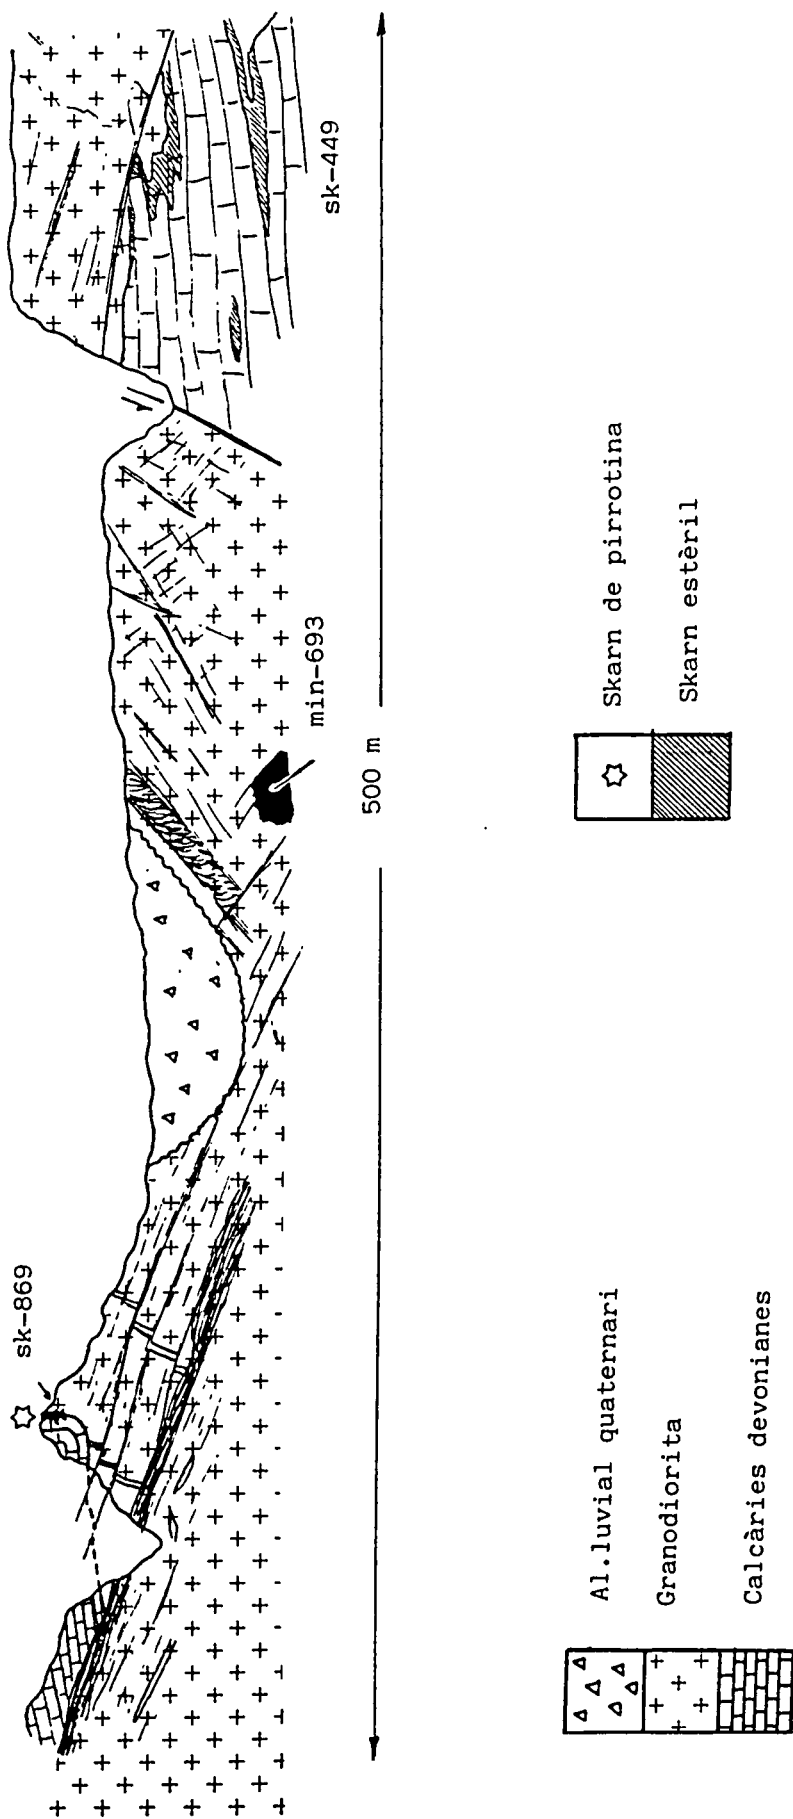 sk-869
min-693
sk-449
500 m
Al.luvial quaternari
Granodiorita
Calcàries devonianes
Skarn de pirrotina
Skarn estèril